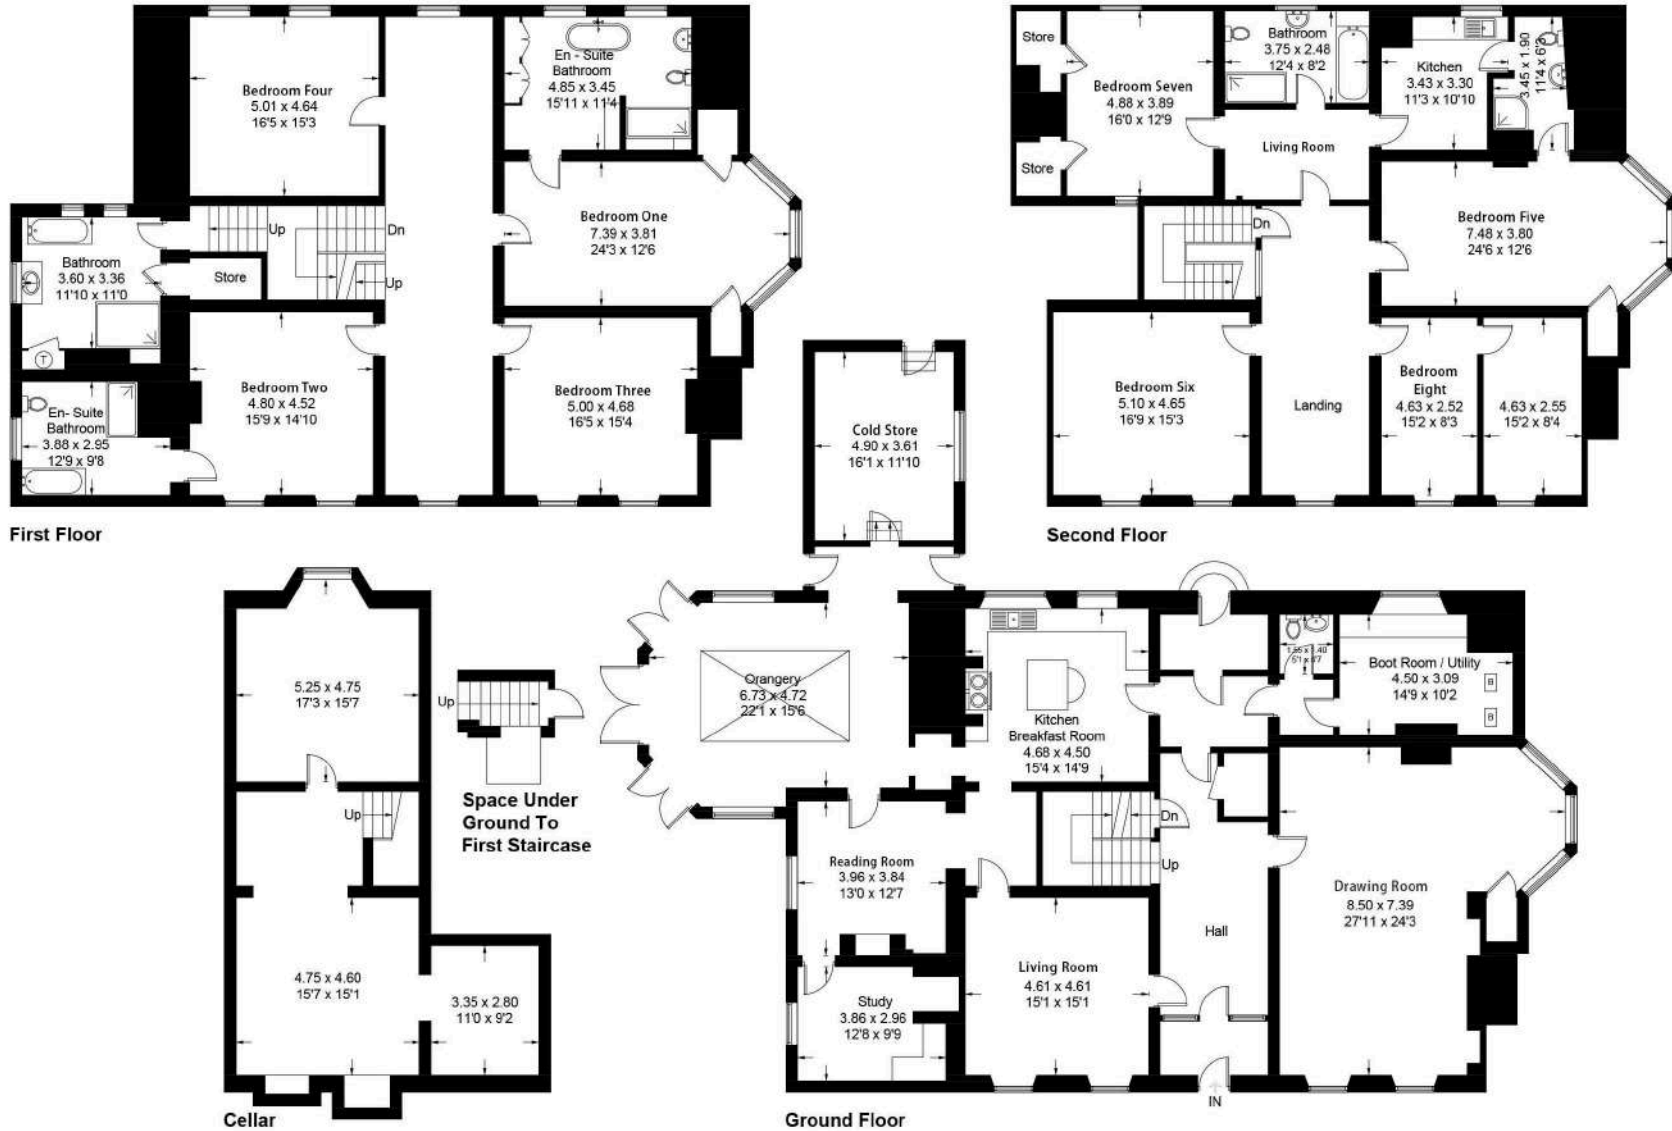 Bedroom Four
5.01 x 4.64
16'5 x 15'3
En - Suite
Bathroom
4.85 x 3.45
15'11 x 11'4
Bedroom One
7.39 x 3.81
24'3 x 12'6
Up
Dn
Up
Store
Bathroom
3.60 x 3.36
11'10 x 11'0
T
En- Suite
Bathroom
3.88 x 2.95
12'9 x 9'8
Bedroom Two
4.80 x 4.52
15'9 x 14'10
Bedroom Three
5.00 x 4.68
16'5 x 15'4
First Floor
Store
Store
Bedroom Seven
4.88 x 3.89
16'0 x 12'9
Bathroom
3.75 x 2.48
12'4 x 8'2
Kitchen
3.43 x 3.30
11'3 x 10'10
3.45 x 1.90
11'4 x 6'3
Living Room
Dn
Bedroom Five
7.48 x 3.80
24'6 x 12'6
Bedroom Six
5.10 x 4.65
16'9 x 15'3
Landing
Bedroom
Eight
4.63 x 2.52
15'2 x 8'3
4.63 x 2.55
15'2 x 8'4
Second Floor
Cold Store
4.90 x 3.61
16'1 x 11'10
5.25 x 4.75
17'3 x 15'7
Up
4.75 x 4.60
15'7 x 15'1
3.35 x 2.80
11'0 x 9'2
Cellar
Up
Space Under
Ground To
First Staircase
Orangery
6.73 x 4.72
22'1 x 15'6
Kitchen
Breakfast Room
4.68 x 4.50
15'4 x 14'9
1.55 x 1.40
5'1 x 4'7
Boot Room / Utility
4.50 x 3.09
14'9 x 10'2
B
B
Reading Room
3.96 x 3.84
13'0 x 12'7
Dn
Up
Drawing Room
8.50 x 7.39
27'11 x 24'3
Hall
Living Room
4.61 x 4.61
15'1 x 15'1
Study
3.86 x 2.96
12'8 x 9'9
IN
Ground Floor